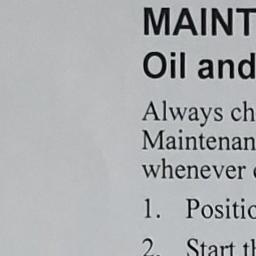 MAINT
Oil and
Always ch
Maintenan
whenever
1. Positio
2. Start th